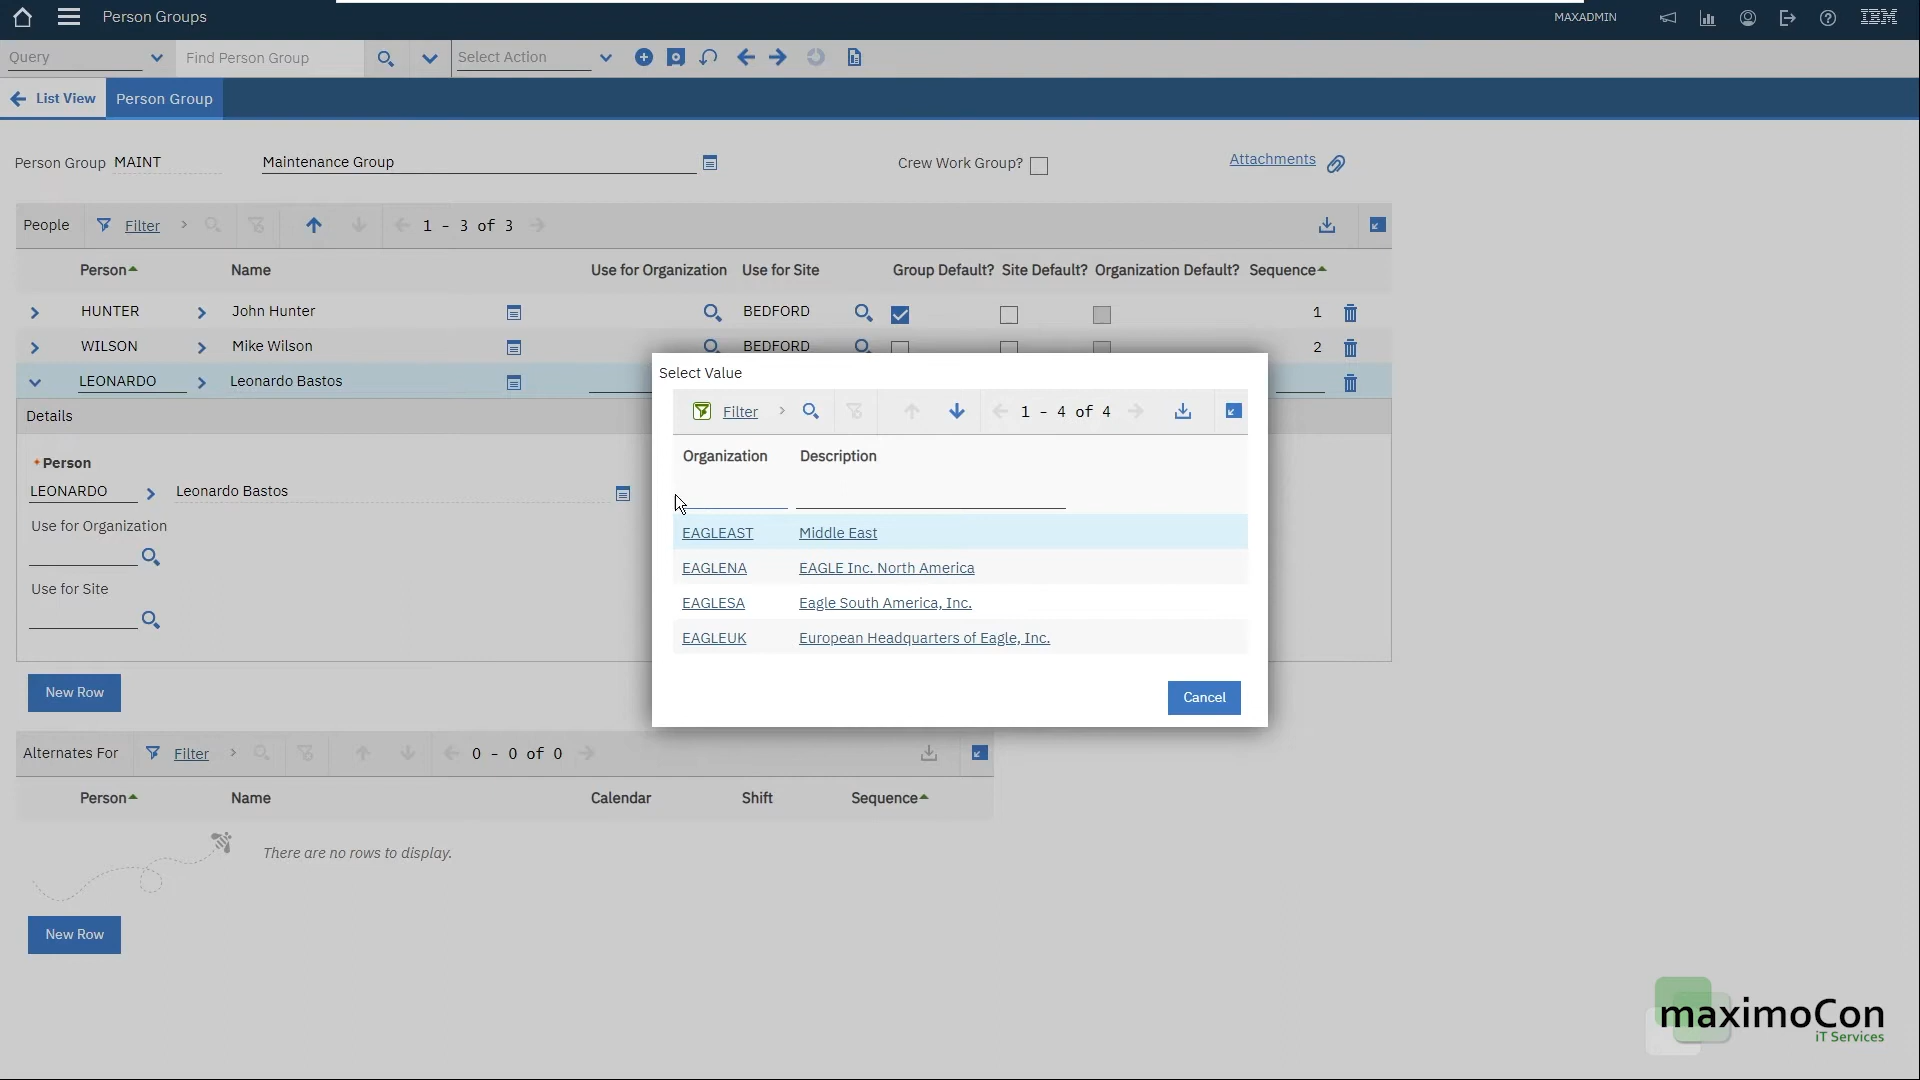 Person Groups
MAXADMIN
IBM
Query
Find Person Group
Select Action
List View
Person Group
Person Group MAINT
Maintenance Group
Crew Work Group?
Attachments
People
Filter
1 - 3 of 3
Person Name Use for Organization Use for Site Group Default? Site Default? Organization Default? Sequence
HUNTER John Hunter BEDFORD 1
WILSON Mike Wilson BEDFORD 2
LEONARDO Leonardo Bastos
Details
*Person
LEONARDO Leonardo Bastos
Use for Organization
Use for Site
New Row
Select Value
Filter
1 - 4 of 4
Organization Description
EAGLEAST Middle East
EAGLENA EAGLE Inc. North America
EAGLESA Eagle South America, Inc.
EAGLEUK European Headquarters of Eagle, Inc.
Cancel
Alternates For
Filter
0 - 0 of 0
Person Name Calendar Shift Sequence
There are no rows to display.
New Row
maximoCon
iT Services